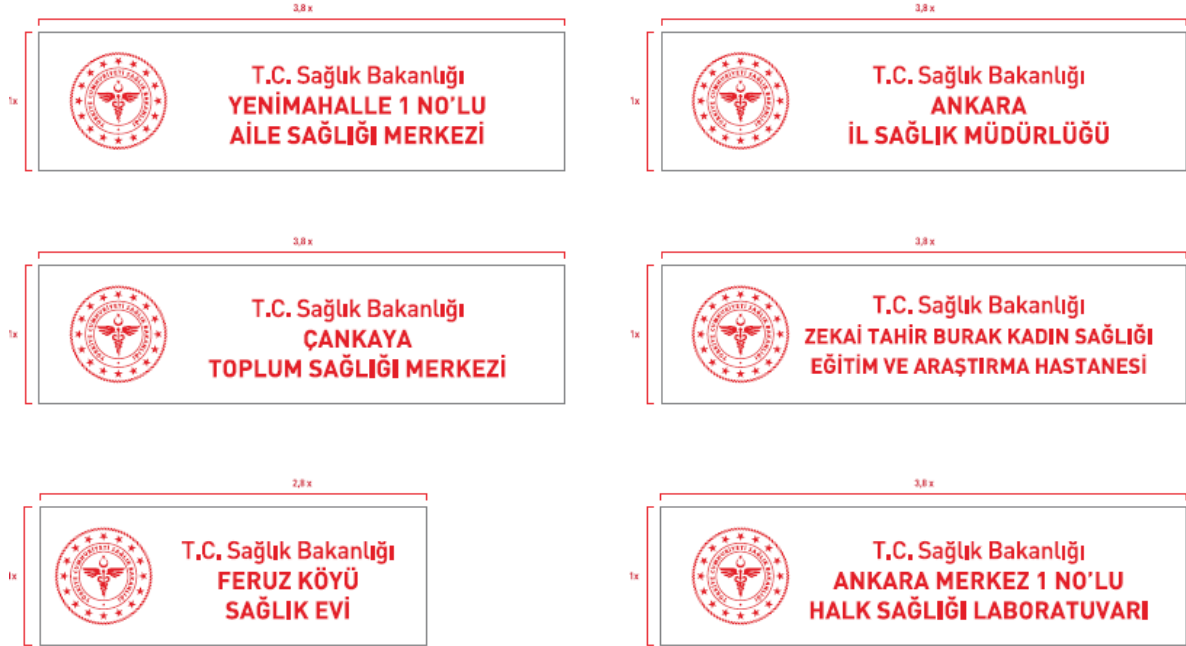 3,8 x
1x
T.C. Sağlık Bakanlığı
YENİMAHALLE 1 NO'LU
AİLE SAĞLIĞI MERKEZİ
3,8 x
1x
T.C. Sağlık Bakanlığı
ANKARA
İL SAĞLIK MÜDÜRLÜĞÜ
3,8 x
1x
T.C. Sağlık Bakanlığı
ÇANKAYA
TOPLUM SAĞLIĞI MERKEZİ
3,8 x
1x
T.C. Sağlık Bakanlığı
ZEKAİ TAHİR BURAK KADIN SAĞLIĞI
EĞİTİM VE ARAŞTIRMA HASTANESİ
2,8 x
1x
T.C. Sağlık Bakanlığı
FERUZ KÖYÜ
SAĞLIK EVİ
3,8 x
1x
T.C. Sağlık Bakanlığı
ANKARA MERKEZ 1 NO'LU
HALK SAĞLIĞI LABORATUVARI